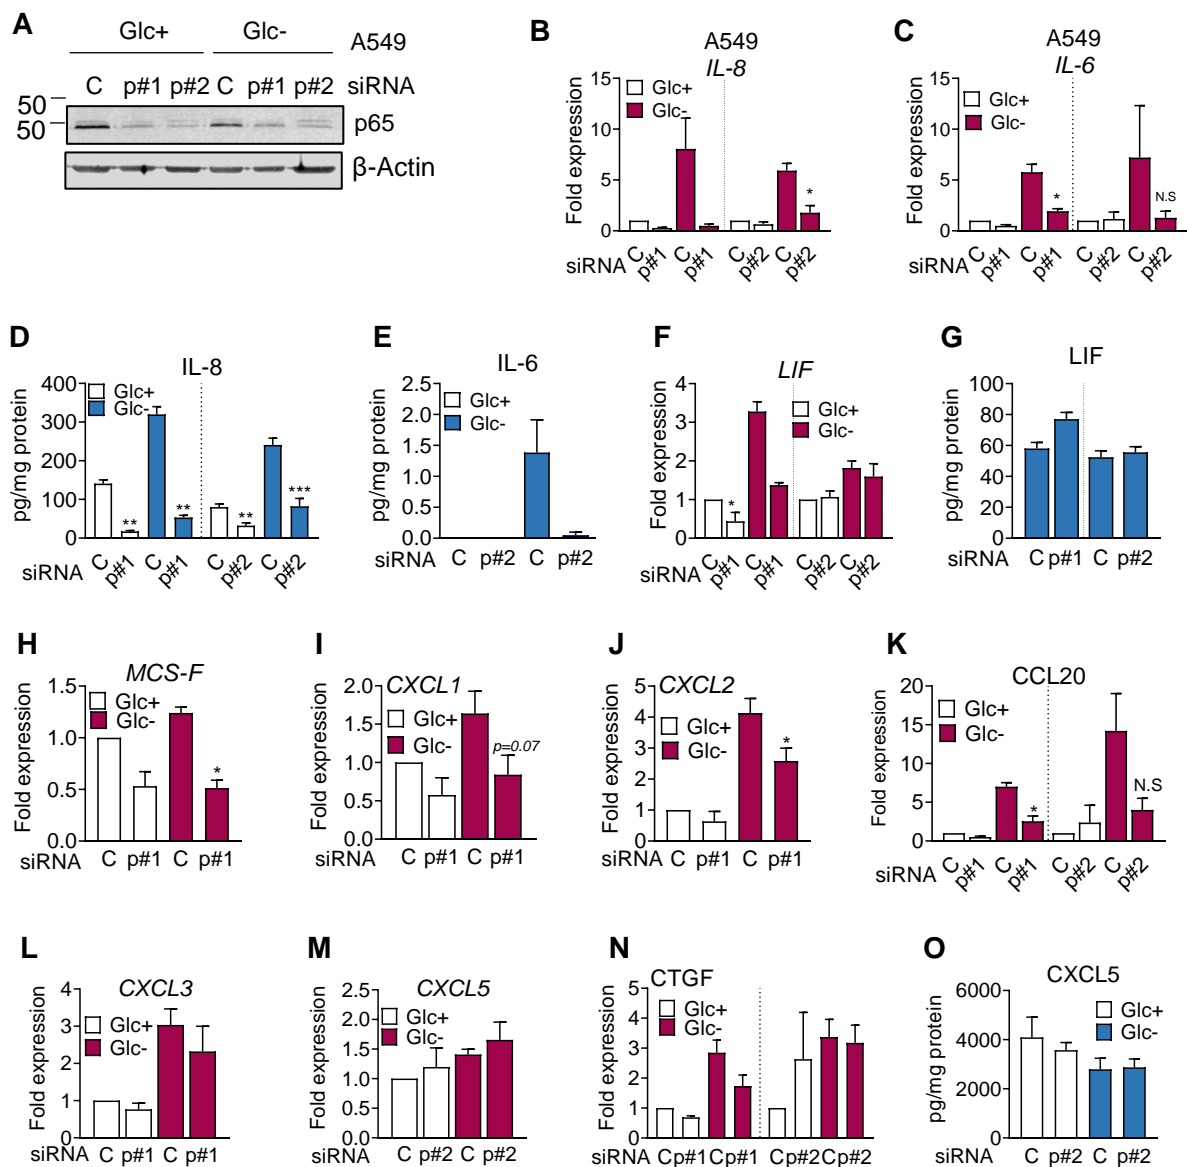 A
Glc+ Glc- A549
C p#1 p#2 C p#1 p#2 siRNA
50
50 p65
β-Actin
B
A549
IL-8
Fold expression
15
10
5
0
Glc+
Glc-
*
siRNA C p#1 C p#1 C p#2 C p#2
C
A549
IL-6
Fold expression
15
10
5
0
Glc+
Glc-
* N.S
siRNA C p#1 C p#1 C p#2 C p#2
D
IL-8
pg/mg protein
400
300
200
100
0
Glc+
Glc-
** ** ** ***
siRNA C p#1 C p#1 C p#2 C p#2
E
IL-6
pg/mg protein
2.5
2.0
1.5
1.0
0.5
0.0
Glc+
Glc-
siRNA C p#2 C p#2
F
LIF
Fold expression
4
3
2
1
0
Glc+
Glc-
*
siRNA C p#1 C p#1 C p#2 C p#2
G
LIF
pg/mg protein
100
80
60
40
20
0
siRNA C p#1 C p#2
H
MCS-F
Fold expression
1.5
1.0
0.5
0.0
Glc+
Glc-
*
siRNA C p#1 C p#1
I
CXCL1
Fold expression
2.0
1.5
1.0
0.5
0.0
Glc+
Glc-
p=0.07
siRNA C p#1 C p#1
J
CXCL2
Fold expression
5
4
3
2
1
0
Glc+
Glc-
*
siRNA C p#1 C p#1
K
CCL20
Fold expression
20
15
10
5
0
Glc+
Glc-
* N.S
siRNA C p#1 C p#1 C p#2 C p#2
L
CXCL3
Fold expression
4
3
2
1
0
Glc+
Glc-
siRNA C p#1 C p#1
M
CXCL5
Fold expression
2.5
2.0
1.5
1.0
0.5
0.0
Glc+
Glc-
siRNA C p#2 C p#2
N
CTGF
Fold expression
5
4
3
2
1
0
Glc+
Glc-
siRNA Cp#1Cp#1 Cp#2Cp#2
O
CXCL5
pg/mg protein
6000
4000
2000
0
Glc+
Glc-
siRNA C p#2 C p#2